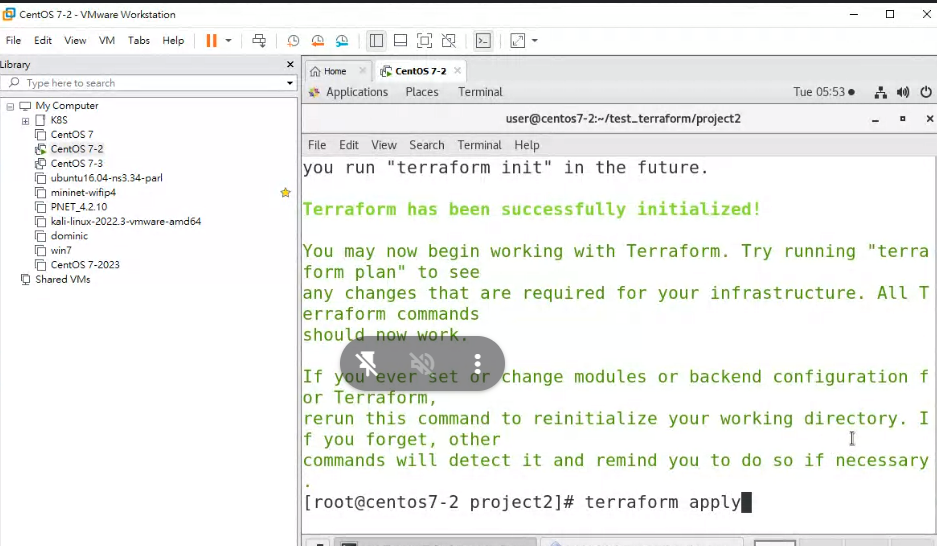 CentOS 7-2 - VMware Workstation
File Edit View VM Tabs Help
Library
Type here to search
My Computer
K8S
CentOS 7
CentOS 7-2
CentOS 7-3
ubuntu16.04-ns3.34-parl
mininet-wifip4
PNET_4.2.10
kali-linux-2022.3-vmware-amd64
dominic
win7
CentOS 7-2023
Shared VMs
Home CentOS 7-2
Applications Places Terminal Tue 05:53
user@centos7-2:~/test_terraform/project2
File Edit View Search Terminal Help
you run "terraform init" in the future.
Terraform has been successfully initialized!
You may now begin working with Terraform. Try running "terra
form plan" to see
any changes that are required for your infrastructure. All T
erraform commands
should now work.
If you ever set or change modules or backend configuration f
or Terraform,
rerun this command to reinitialize your working directory. I
f you forget, other
commands will detect it and remind you to do so if necessary
.
[root@centos7-2 project2]# terraform apply